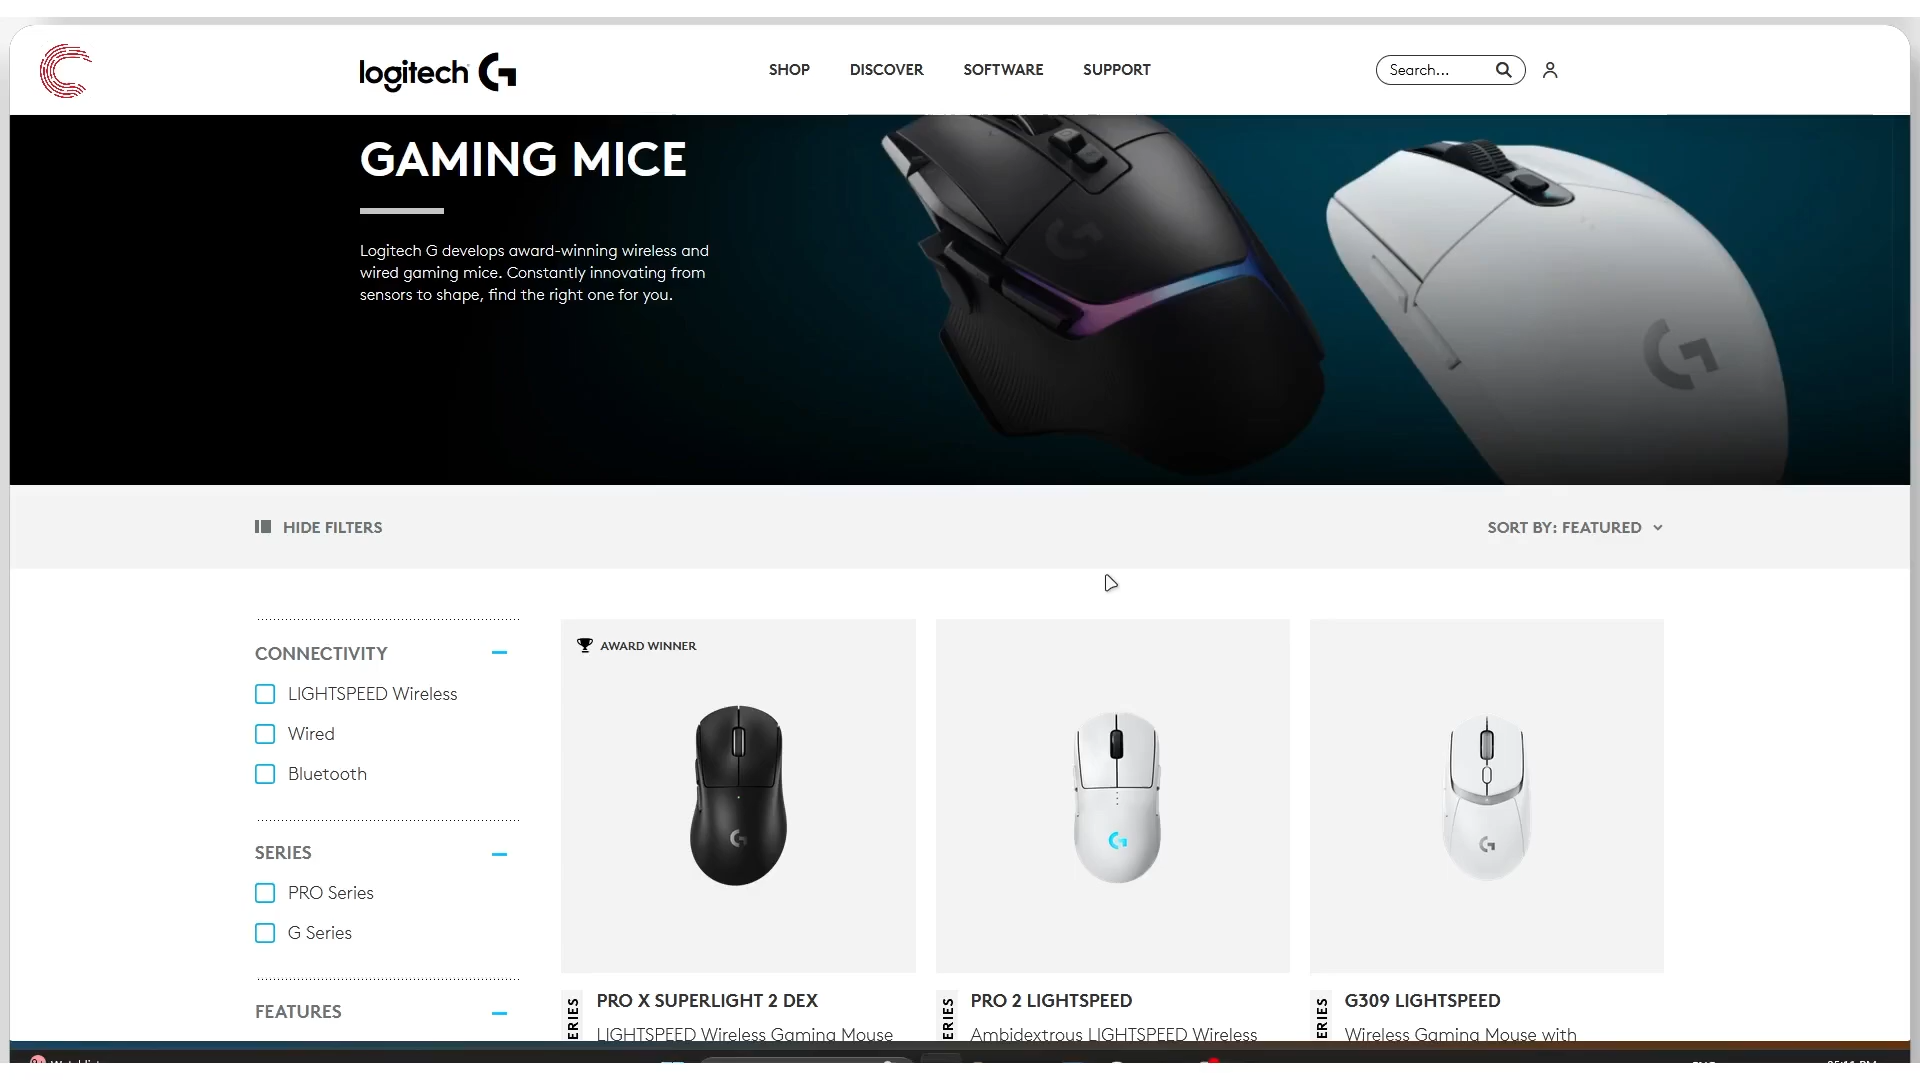 logitech G
SHOP DISCOVER SOFTWARE SUPPORT
Search...
GAMING MICE
Logitech G develops award-winning wireless and
wired gaming mice. Constantly innovating from
sensors to shape, find the right one for you.
HIDE FILTERS
SORT BY: FEATURED
CONNECTIVITY
LIGHTSPEED Wireless
Wired
Bluetooth
SERIES
PRO Series
G Series
FEATURES
AWARD WINNER
PRO X SUPERLIGHT 2 DEX
LIGHTSPEED Wireless Gaming Mouse
PRO 2 LIGHTSPEED
Ambidextrous LIGHTSPEED Wireless
G309 LIGHTSPEED
Wireless Gaming Mouse with